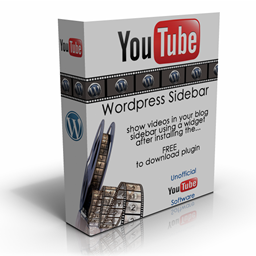 YouTube
Wordpress Sidebar
show videos in your blog
sidebar using a widget
after installing the....
FREE
to download plugin
Unofficial
YouTube
Software